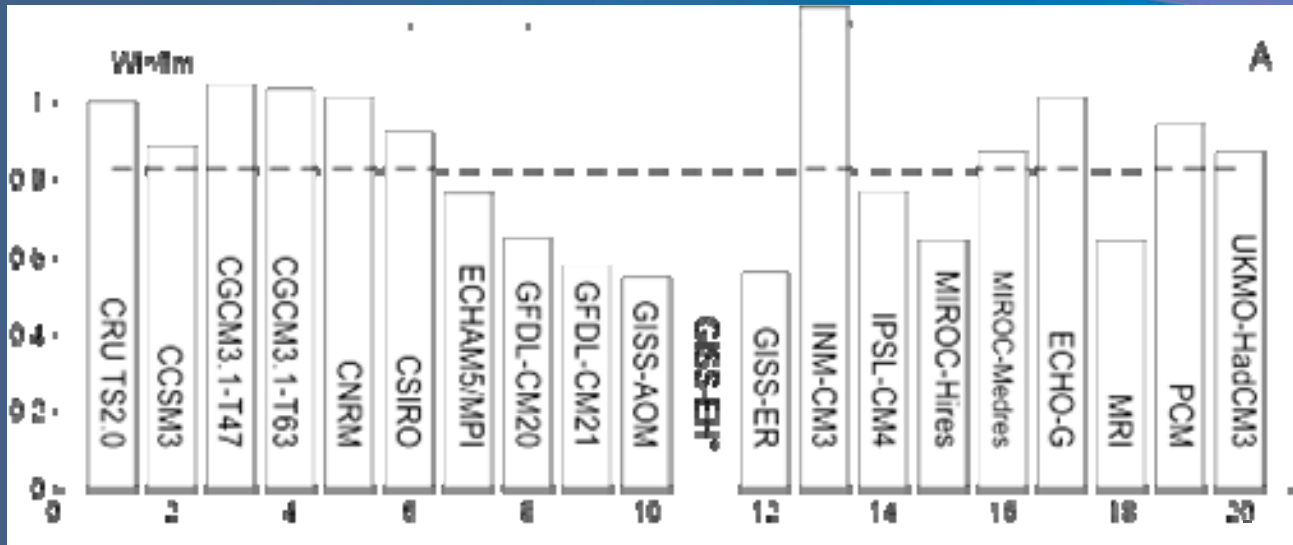 A
1
0.8
0.6
0.4
0.2
0
CRU TS2.0
CCSM3
CGCM3.1-T47
CGCM3.1-T63
CNRM
CSIRO
ECHAM5/MPI
GFDL-CM20
GFDL-CM21
GISS-AOM
GISS-EH*
GISS-ER
INM-CM3
IPSL-CM4
MIROC-Hires
MIROC-Medres
ECHO-G
MRI
PCM
UKMO-HadCM3
0 2 4 6 8 10 12 14 16 18 20